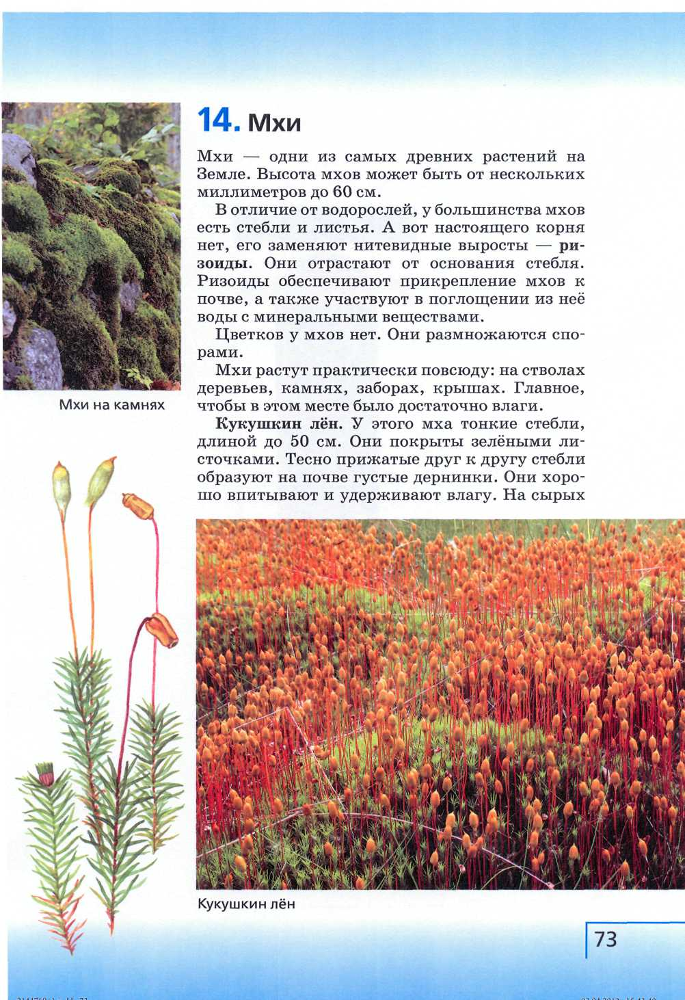 14. Мхи
Мхи — одни из самых древних растений на
Земле. Высота мхов может быть от нескольких
миллиметров до 60 см.
В отличие от водорослей, у большинства мхов
есть стебли и листья. А вот настоящего корня
нет, его заменяют нитевидные выросты — ри-
зоиды. Они отрастают от основания стебля.
Ризоиды обеспечивают прикрепление мхов к
почве, а также участвуют в поглощении из неё
воды с минеральными веществами.
Цветков у мхов нет. Они размножаются спо-
рами.
Мхи растут практически повсюду: на стволах
деревьев, камнях, заборах, крышах. Главное,
чтобы в этом месте было достаточно влаги.
Кукушкин лён. У этого мха тонкие стебли,
длиной до 50 см. Они покрыты зелёными ли-
сточками. Тесно прижатые друг к другу стебли
образуют на почве густые дернинки. Они хоро-
шо впитывают и удерживают влагу. На сырых
Мхи на камнях
Кукушкин лён
73